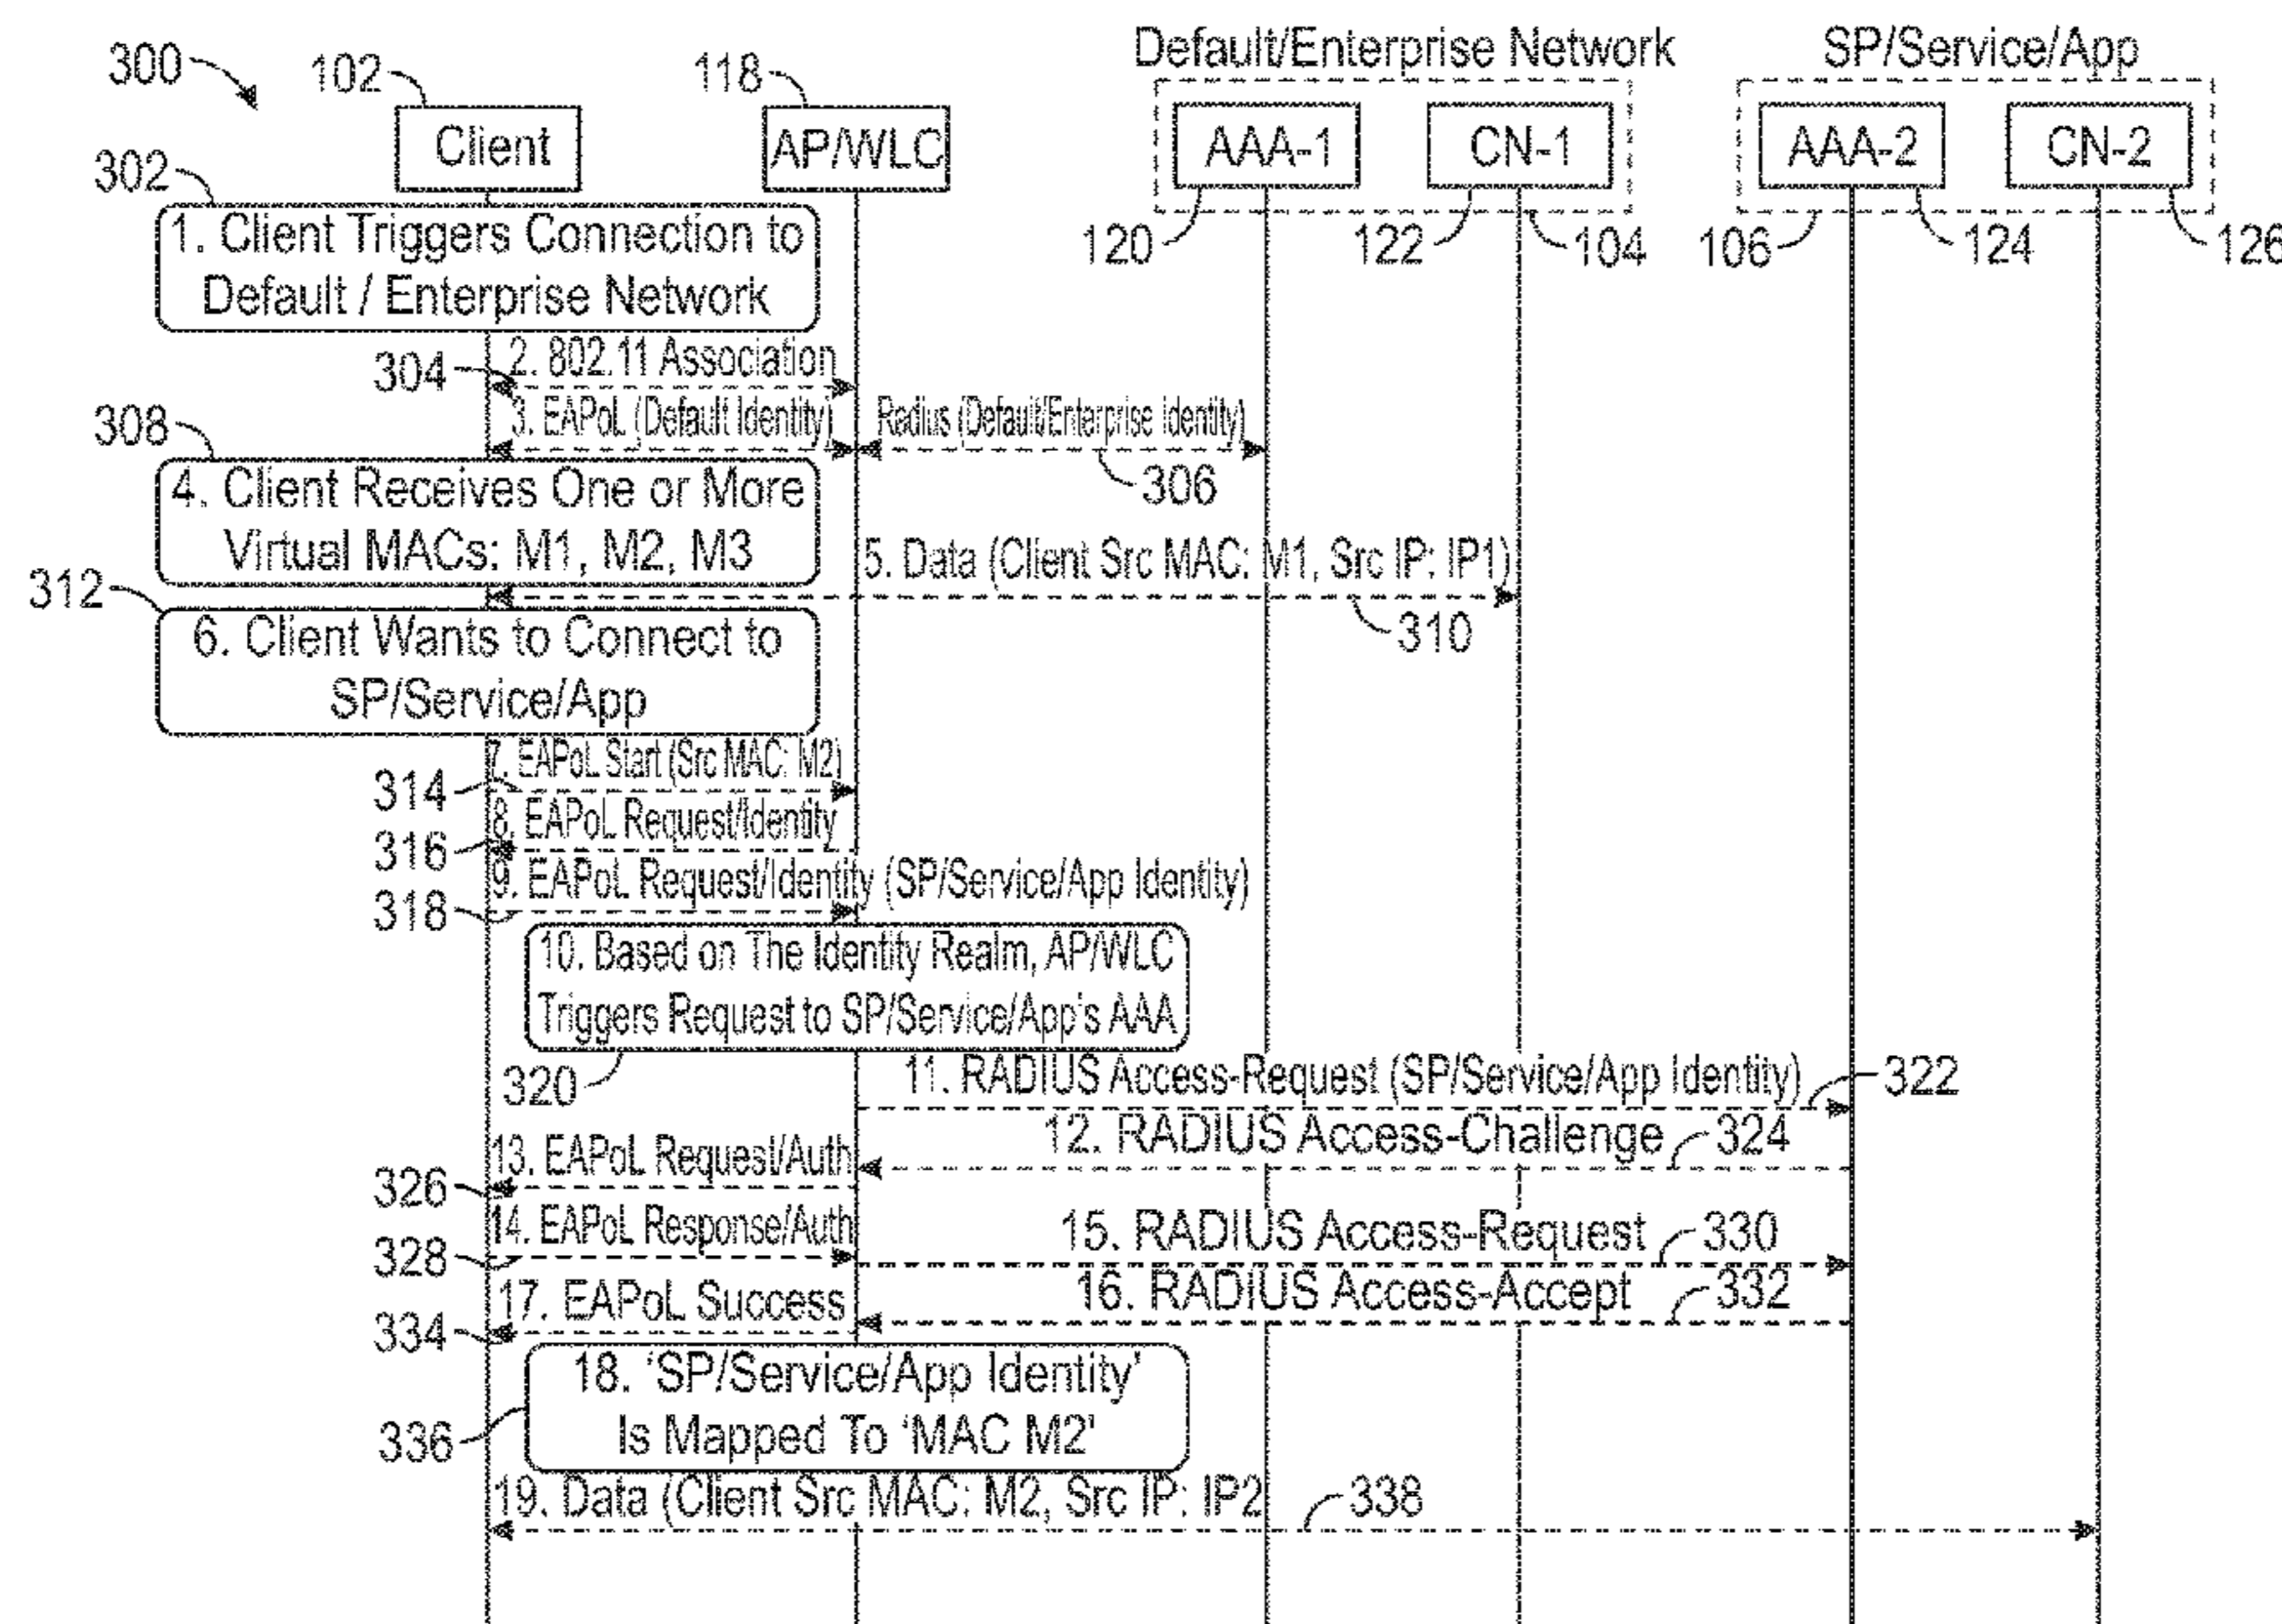 300
102
118
Default/Enterprise Network
SP/Service/App
Client
AP/WLC
AAA-1
CN-1
AAA-2
CN-2
302
120
122
104
106
124
126
1. Client Triggers Connection to
Default / Enterprise Network
304
2. 802.11 Association
3. EAPoL (Default Identity)
Radius (Default/Enterprise Identity)
306
308
4. Client Receives One or More
Virtual MACs: M1, M2, M3
5. Data (Client Src MAC: M1, Src IP: IP1)
310
312
6. Client Wants to Connect to
SP/Service/App
7. EAPoL Start (Src MAC: M2)
314
8. EAPoL Request/Identity
316
9. EAPoL Request/Identity (SP/Service/App Identity)
318
10. Based on The Identity Realm, AP/WLC
Triggers Request to SP/Service/App's AAA
320
11. RADIUS Access-Request (SP/Service/App Identity)
322
12. RADIUS Access-Challenge
324
13. EAPoL Request/Auth
326
14. EAPoL Response/Auth
328
15. RADIUS Access-Request
330
16. RADIUS Access-Accept
332
17. EAPoL Success
334
18. 'SP/Service/App Identity'
Is Mapped To 'MAC M2'
336
19. Data (Client Src MAC: M2, Src IP: IP2
338